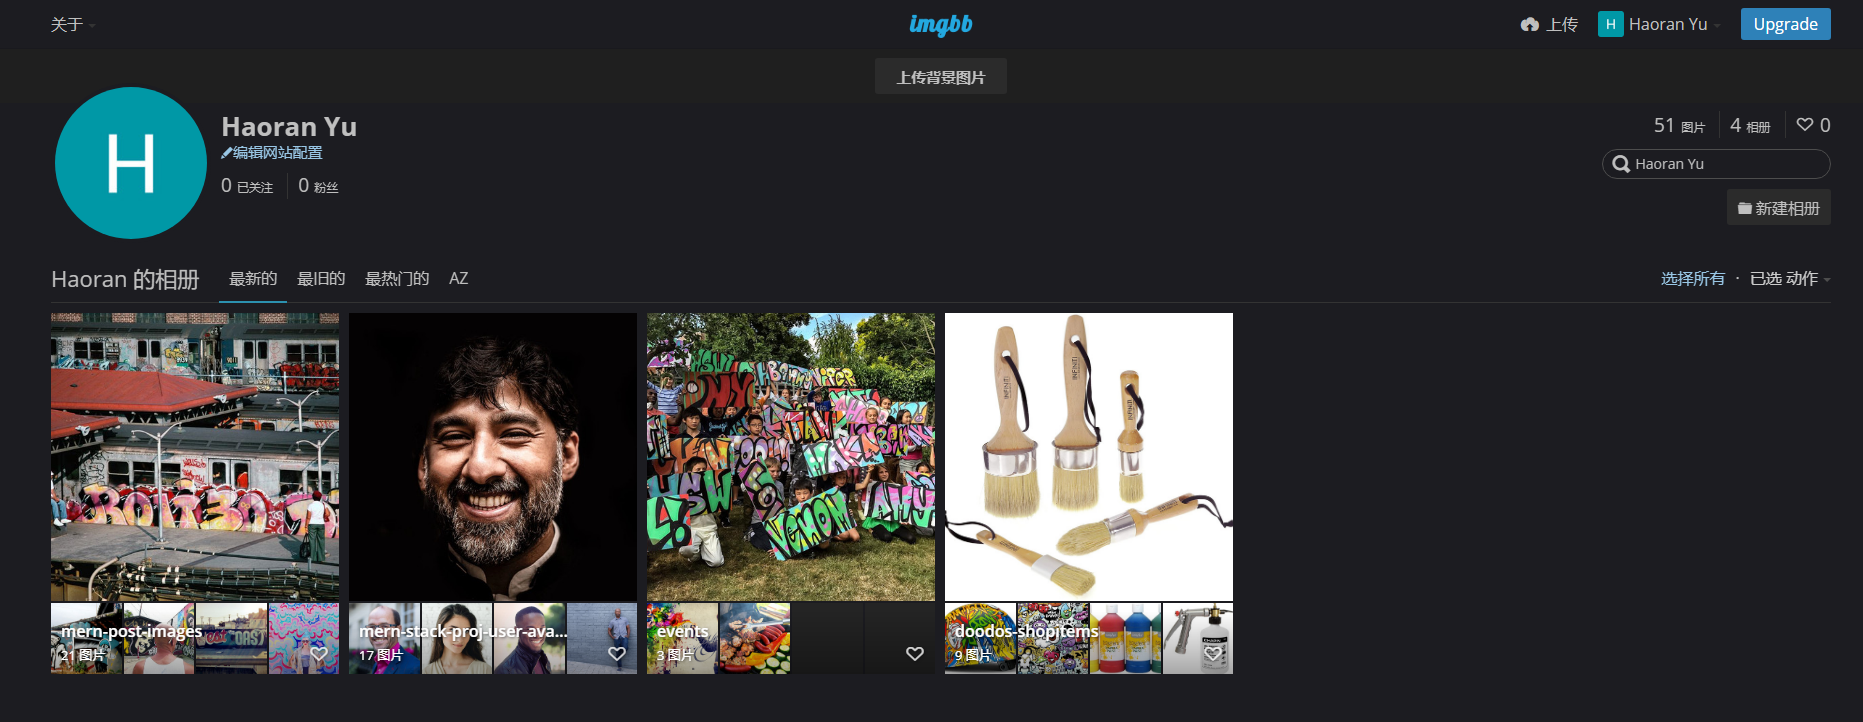 关于
imgbb
上传
H
Haoran Yu
Upgrade
上传背景图片
H
Haoran Yu
编辑网站配置
0 已关注
0 粉丝
51 图片
4 相册
0
Haoran Yu
新建相册
Haoran 的相册
最新的
最旧的
最热门的
AZ
选择所有 · 已选 动作
INFINITI
INFINITI
INFINITI
mern-post-images
21 图片
mern-stack-proj-user-ava...
17 图片
events
3 图片
doodos-shopitems
9 图片